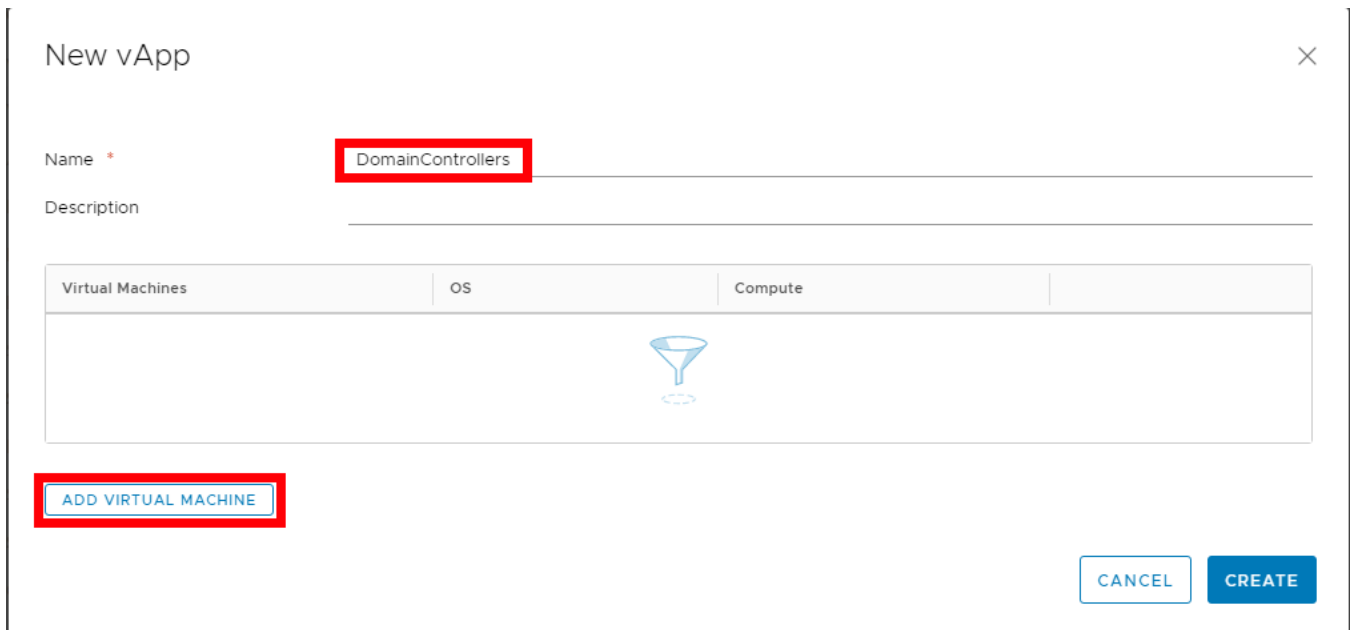 New vApp
Name * DomainControllers
Description
Virtual Machines OS Compute
ADD VIRTUAL MACHINE
CANCEL CREATE